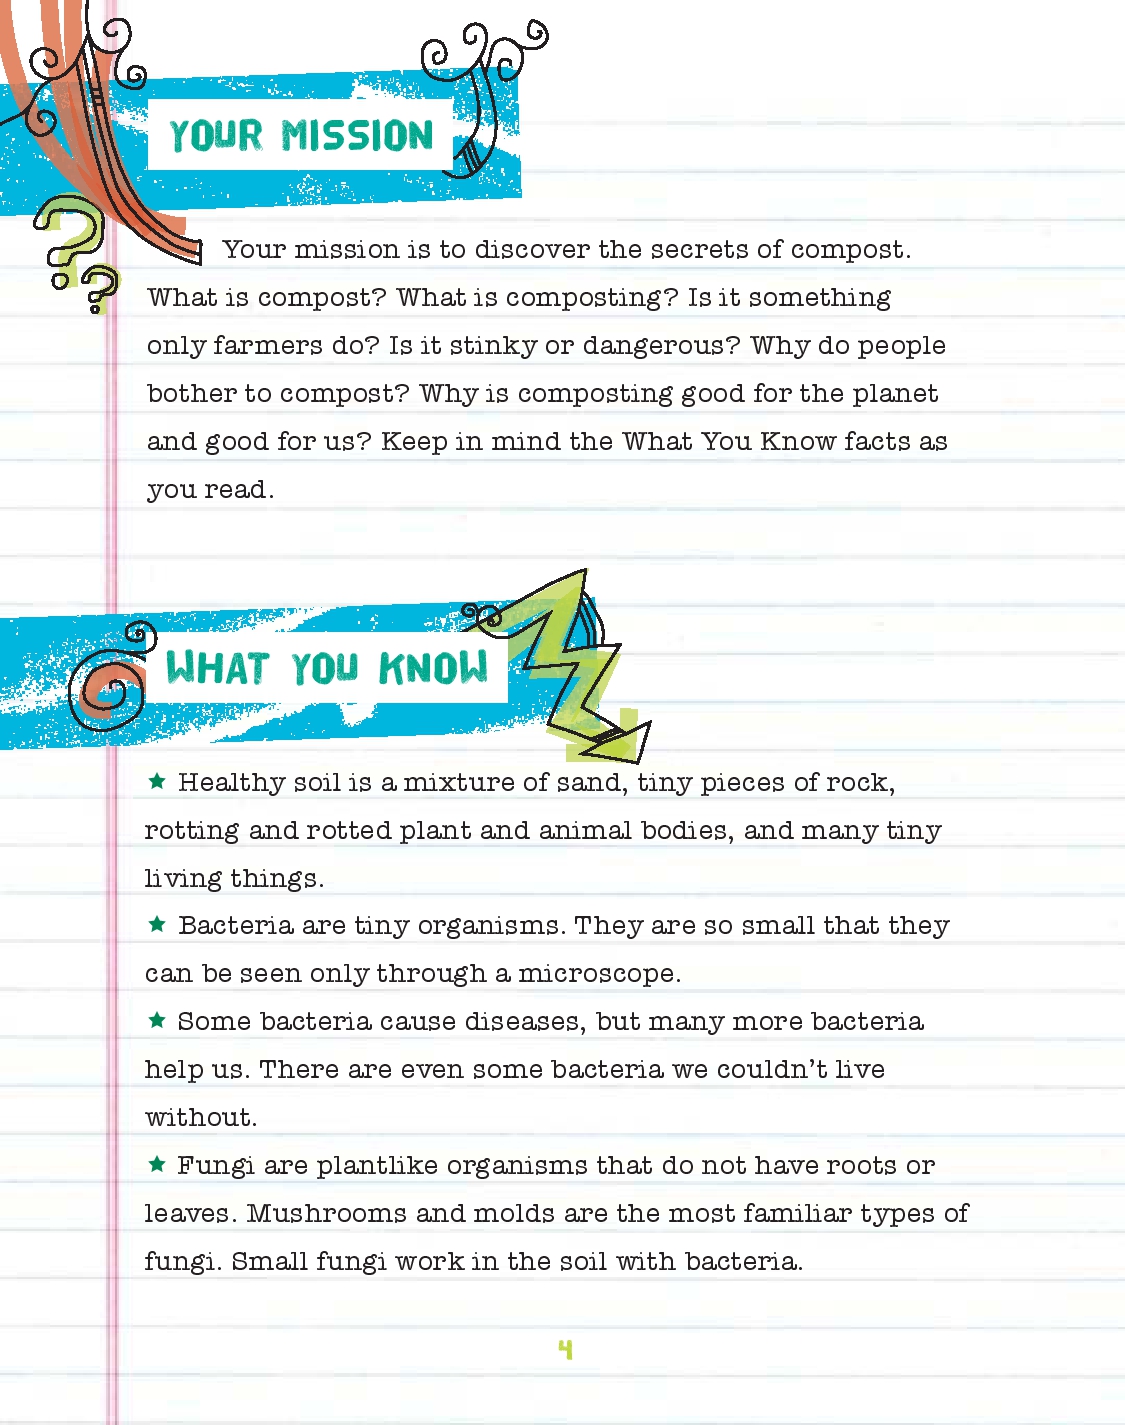 YOUR MISSION
Your mission is to discover the secrets of compost.
What is compost? What is composting? Is it something
only farmers do? Is it stinky or dangerous? Why do people
bother to compost? Why is composting good for the planet
and good for us? Keep in mind the What You Know facts as
you read.
WHAT YOU KNOW
★ Healthy soil is a mixture of sand, tiny pieces of rock,
rotting and rotted plant and animal bodies, and many tiny
living things.
★ Bacteria are tiny organisms. They are so small that they
can be seen only through a microscope.
★ Some bacteria cause diseases, but many more bacteria
help us. There are even some bacteria we couldn’t live
without.
★ Fungi are plantlike organisms that do not have roots or
leaves. Mushrooms and molds are the most familiar types of
fungi. Small fungi work in the soil with bacteria.
4